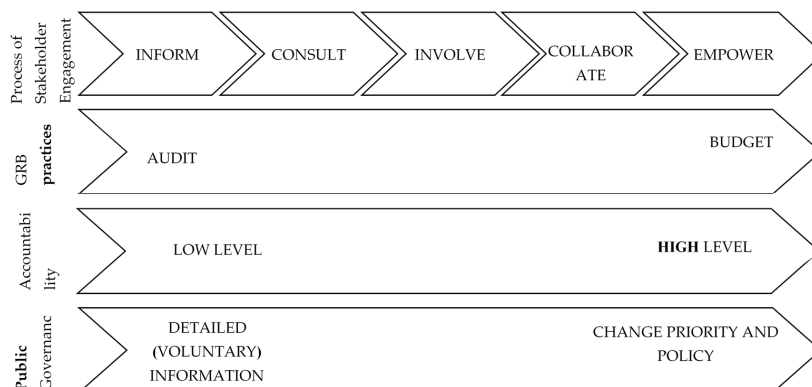 Process of
Stakeholder
Engagement
INFORM
CONSULT
INVOLVE
COLLABOR
ATE
EMPOWER
GRB
practices
AUDIT
BUDGET
Accountabi
lity
LOW LEVEL
HIGH LEVEL
Public
Governanc
DETAILED
(VOLUNTARY)
INFORMATION
CHANGE PRIORITY AND
POLICY